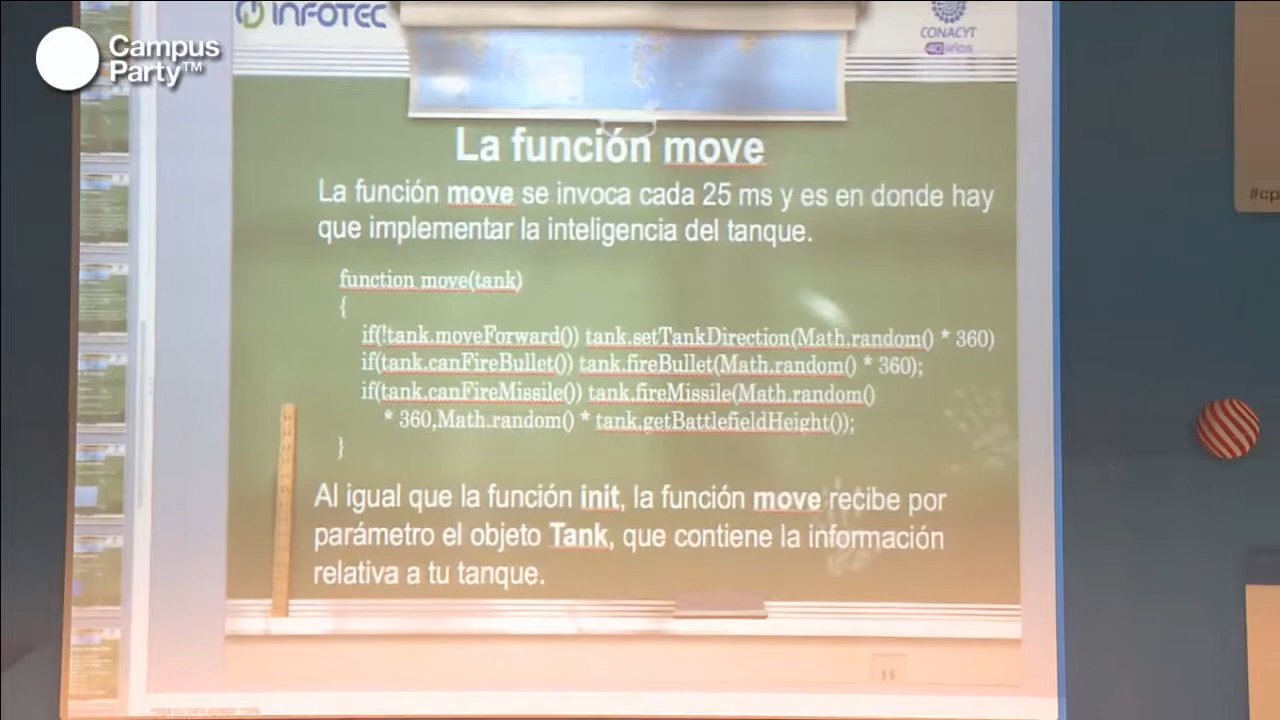 INFOTEC
CONACYT
40 años
Campus
Party™
La función move
La función move se invoca cada 25 ms y es en donde hay
que implementar la inteligencia del tanque.
function move(tank)
{
if(!tank.moveForward()) tank.setTankDirection(Math.random() * 360)
if(tank.canFireBullet()) tank.fireBullet(Math.random() * 360);
if(tank.canFireMissile()) tank.fireMissile(Math.random()
* 360,Math.random() * tank.getBattlefieldHeight());
}
#cp
Al igual que la función init, la función move recibe por
parámetro el objeto Tank, que contiene la información
relativa a tu tanque.